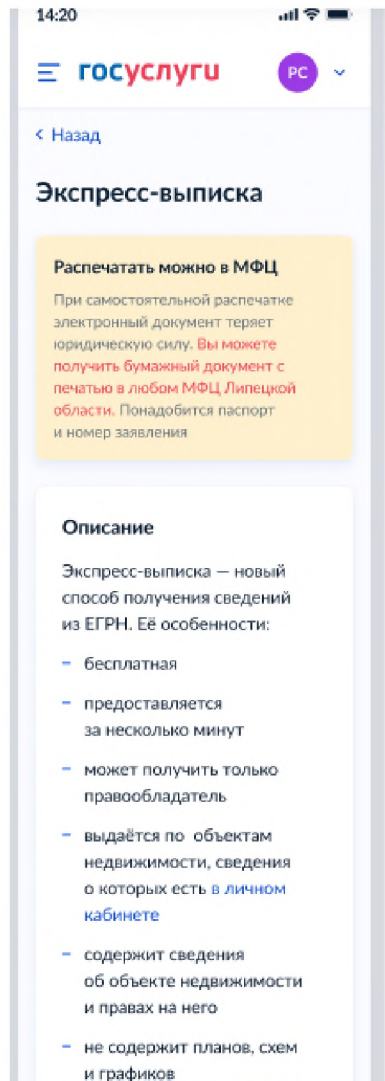 14:20
госуслуги
РС
Назад
Экспресс-выписка
Распечатать можно в МФЦ
При самостоятельной распечатке
электронный документ теряет
юридическую силу. Вы можете
получить бумажный документ с
печатью в любом МФЦ Липецкой
области. Понадобится паспорт
и номер заявления
Описание
Экспресс-выписка — новый
способ получения сведений
из ЕГРН. Её особенности:
– бесплатная
– предоставляется
за несколько минут
– может получить только
правообладатель
– выдаётся по объектам
недвижимости, сведения
о которых есть в личном
кабинете
– содержит сведения
об объекте недвижимости
и правах на него
– не содержит планов, схем
и графиков